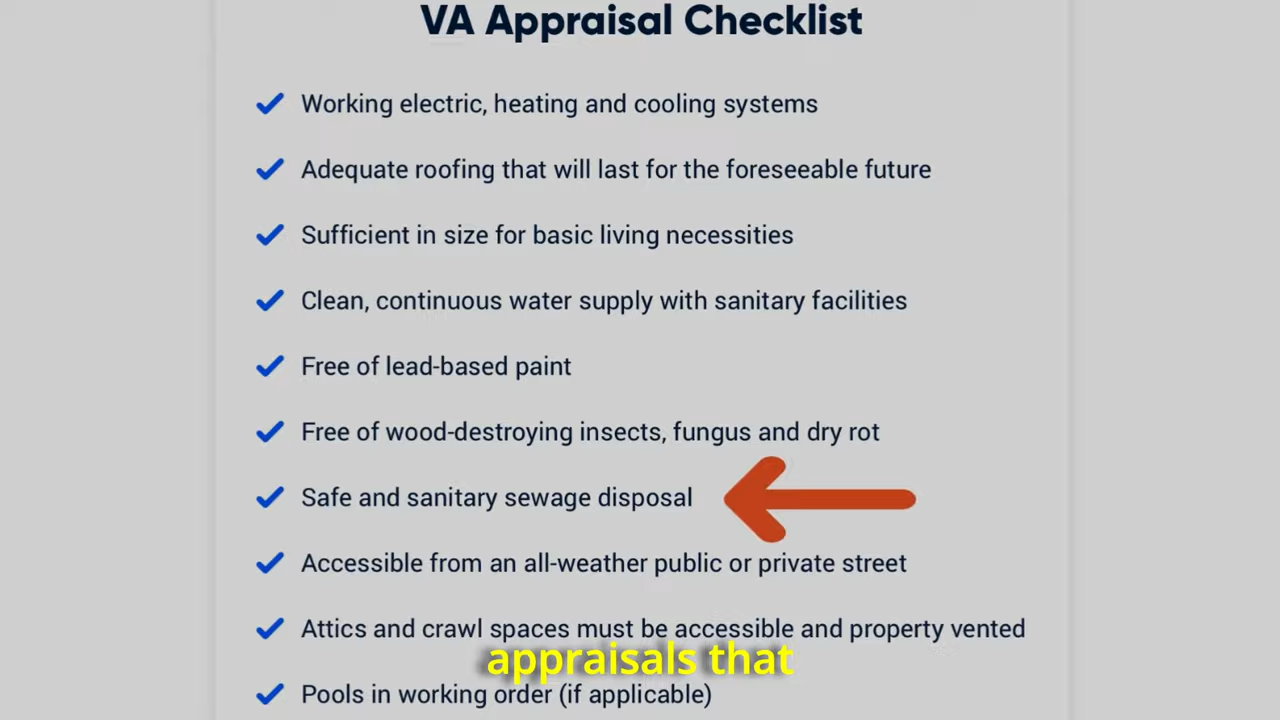 VA Appraisal Checklist
Working electric, heating and cooling systems
Adequate roofing that will last for the foreseeable future
Sufficient in size for basic living necessities
Clean, continuous water supply with sanitary facilities
Free of lead-based paint
Free of wood-destroying insects, fungus and dry rot
Safe and sanitary sewage disposal
Accessible from an all-weather public or private street
Attics and crawl spaces must be accessible and property vented
appraisals that
Pools in working order (if applicable)